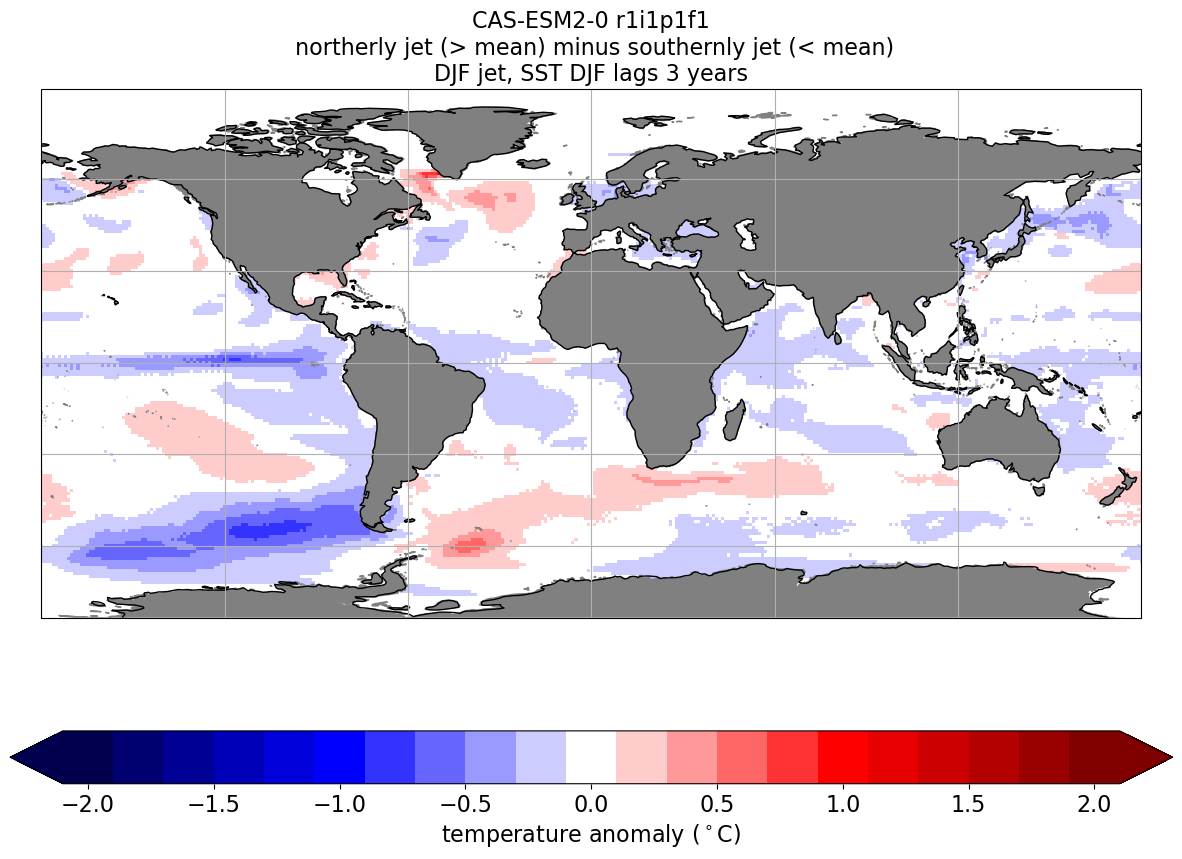 CAS-ESM2-0 r1i1p1f1
northerly jet (> mean) minus southernly jet (< mean)
DJF jet, SST DJF lags 3 years
−2.0 −1.5 −1.0 −0.5 0.0 0.5 1.0 1.5 2.0
temperature anomaly (°C)